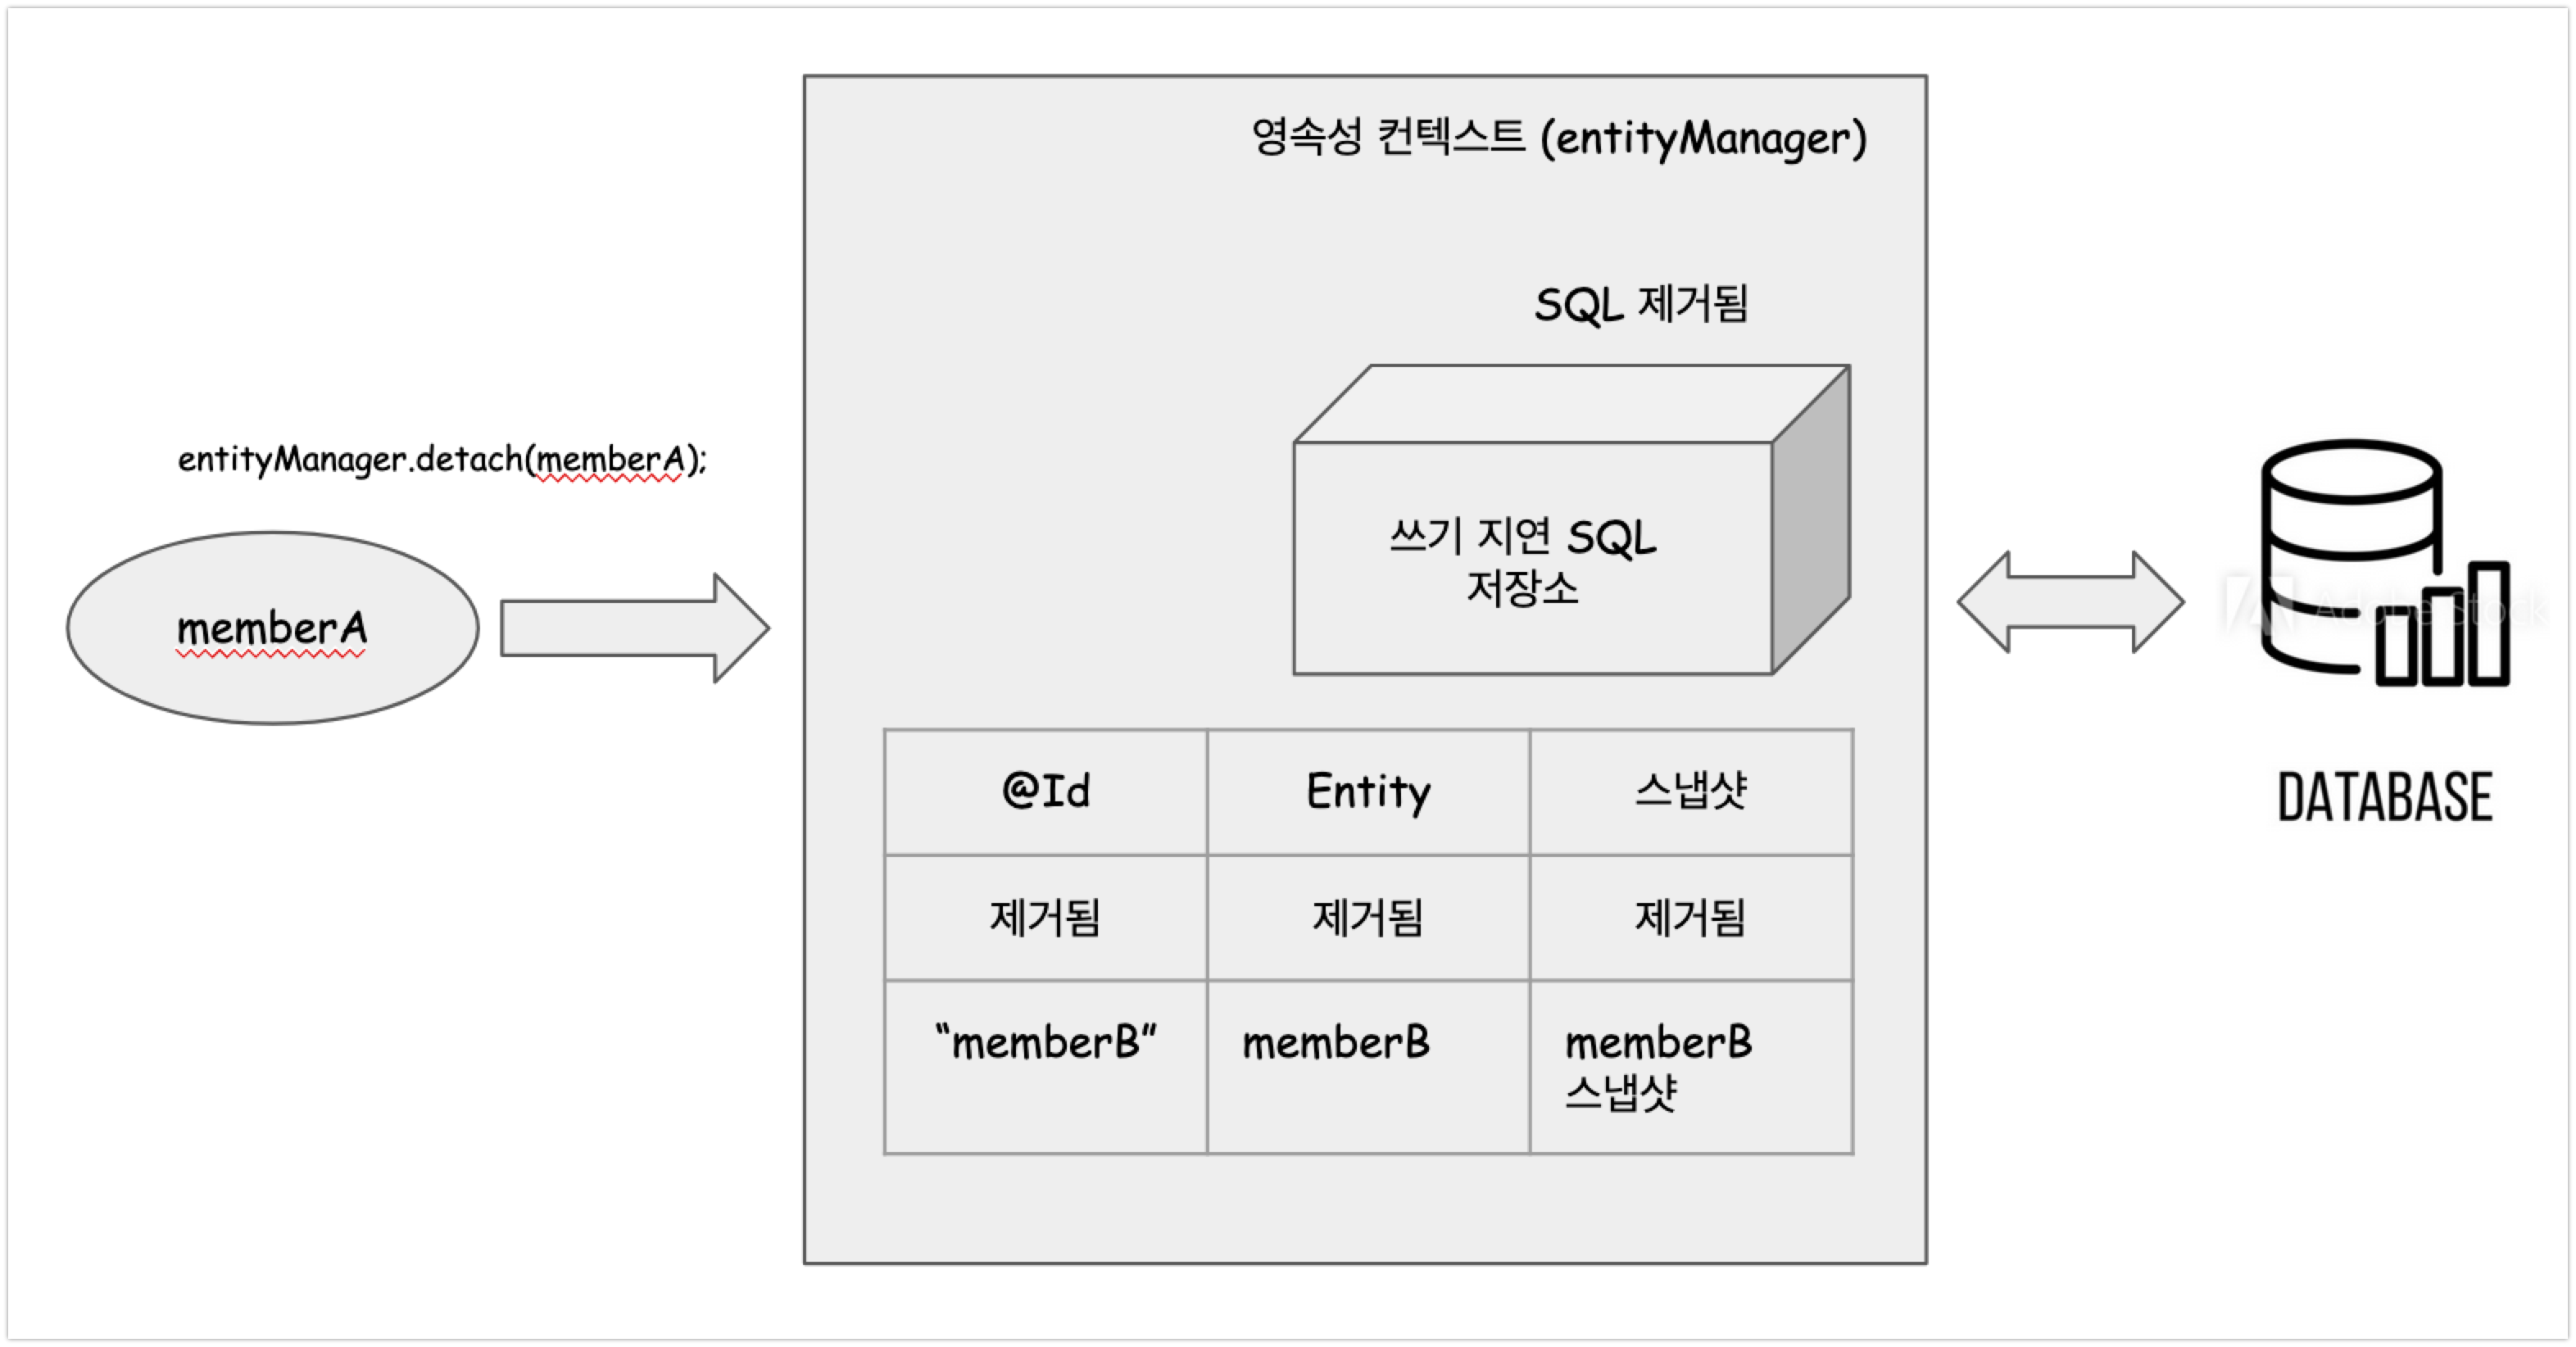 영속성 컨텍스트 (entityManager)
SQL 제거됨
entityManager.detach(memberA);
memberA
쓰기 지연 SQL
저장소
@Id Entity 스냅샷
제거됨 제거됨 제거됨
“memberB” memberB memberB
스냅샷
Adobe Stock
DATABASE